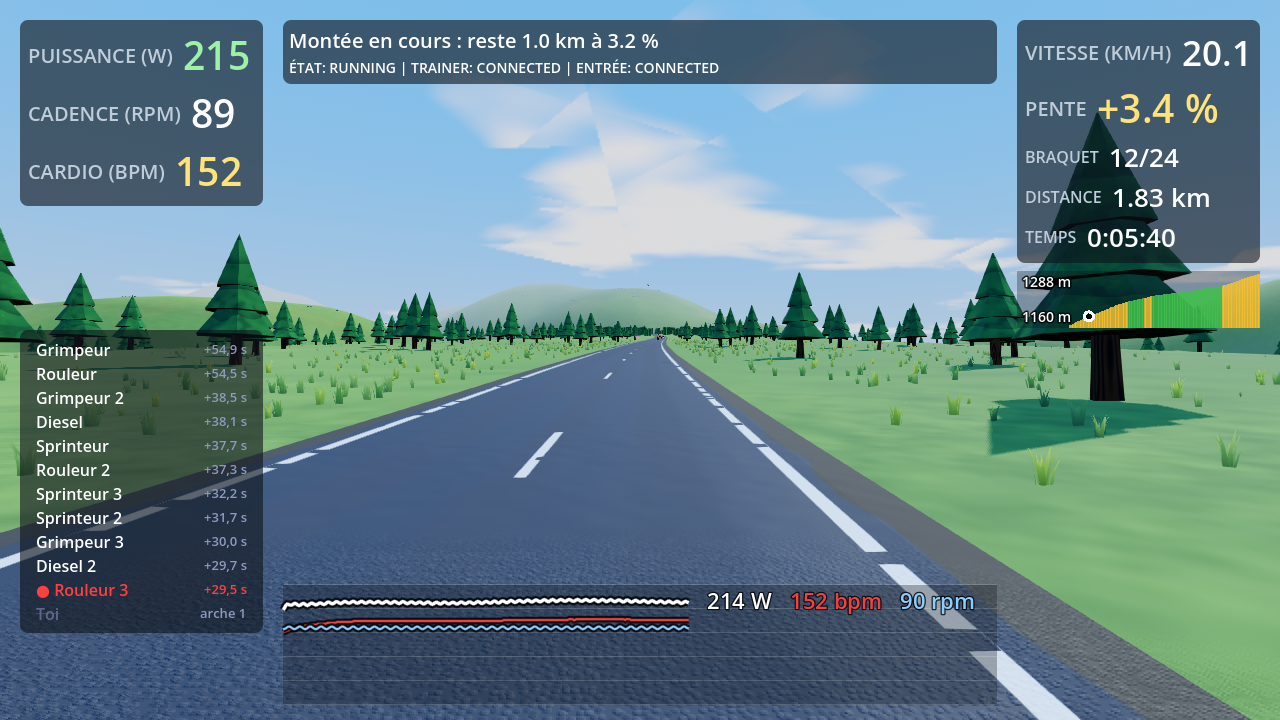 PUISSANCE (W) 215
CADENCE (RPM) 89
CARDIO (BPM) 152
Montée en cours : reste 1.0 km à 3.2 %
ÉTAT: RUNNING | TRAINER: CONNECTED | ENTRÉE: CONNECTED
VITESSE (KM/H) 20.1
PENTE +3.4 %
BRAQUET 12/24
DISTANCE 1.83 km
TEMPS 0:05:40
1288 m
1160 m
Grimpeur +54,9 s
Rouleur +54,5 s
Grimpeur 2 +38,5 s
Diesel +38,1 s
Sprinteur +37,7 s
Rouleur 2 +37,3 s
Sprinteur 3 +32,2 s
Sprinteur 2 +31,7 s
Grimpeur 3 +30,0 s
Diesel 2 +29,7 s
Rouleur 3 +29,5 s
Toi arche 1
214 W 152 bpm 90 rpm